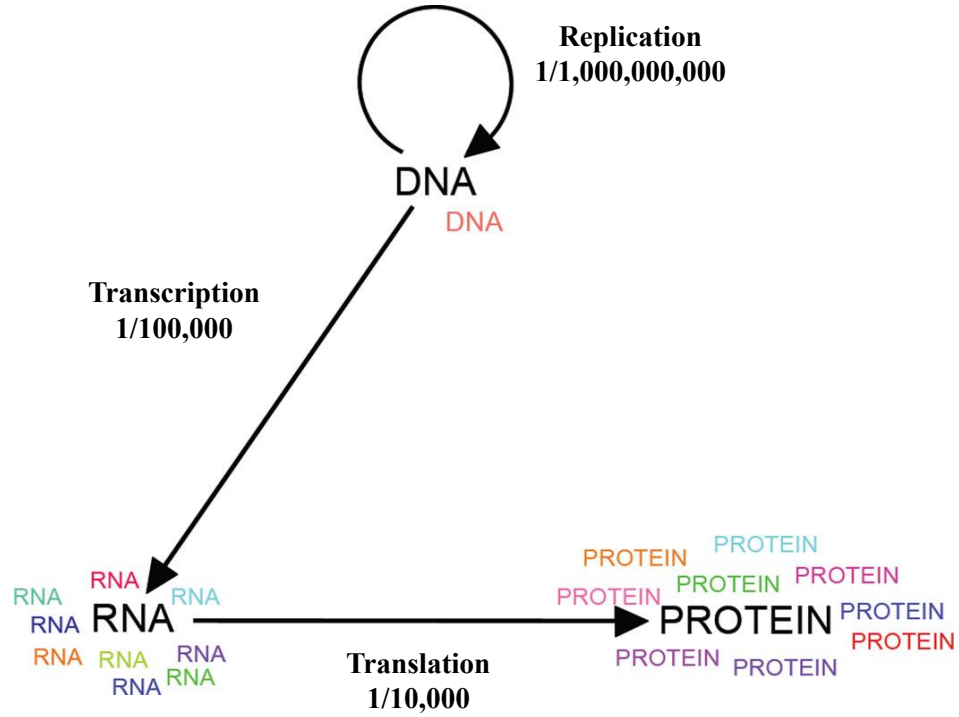 Replication
1/1,000,000,000
DNA
DNA
Transcription
1/100,000
RNA
RNA
RNA
RNA
RNA
RNA
RNA
RNA
RNA
RNA
Translation
1/10,000
PROTEIN
PROTEIN
PROTEIN
PROTEIN
PROTEIN
PROTEIN
PROTEIN
PROTEIN
PROTEIN
PROTEIN